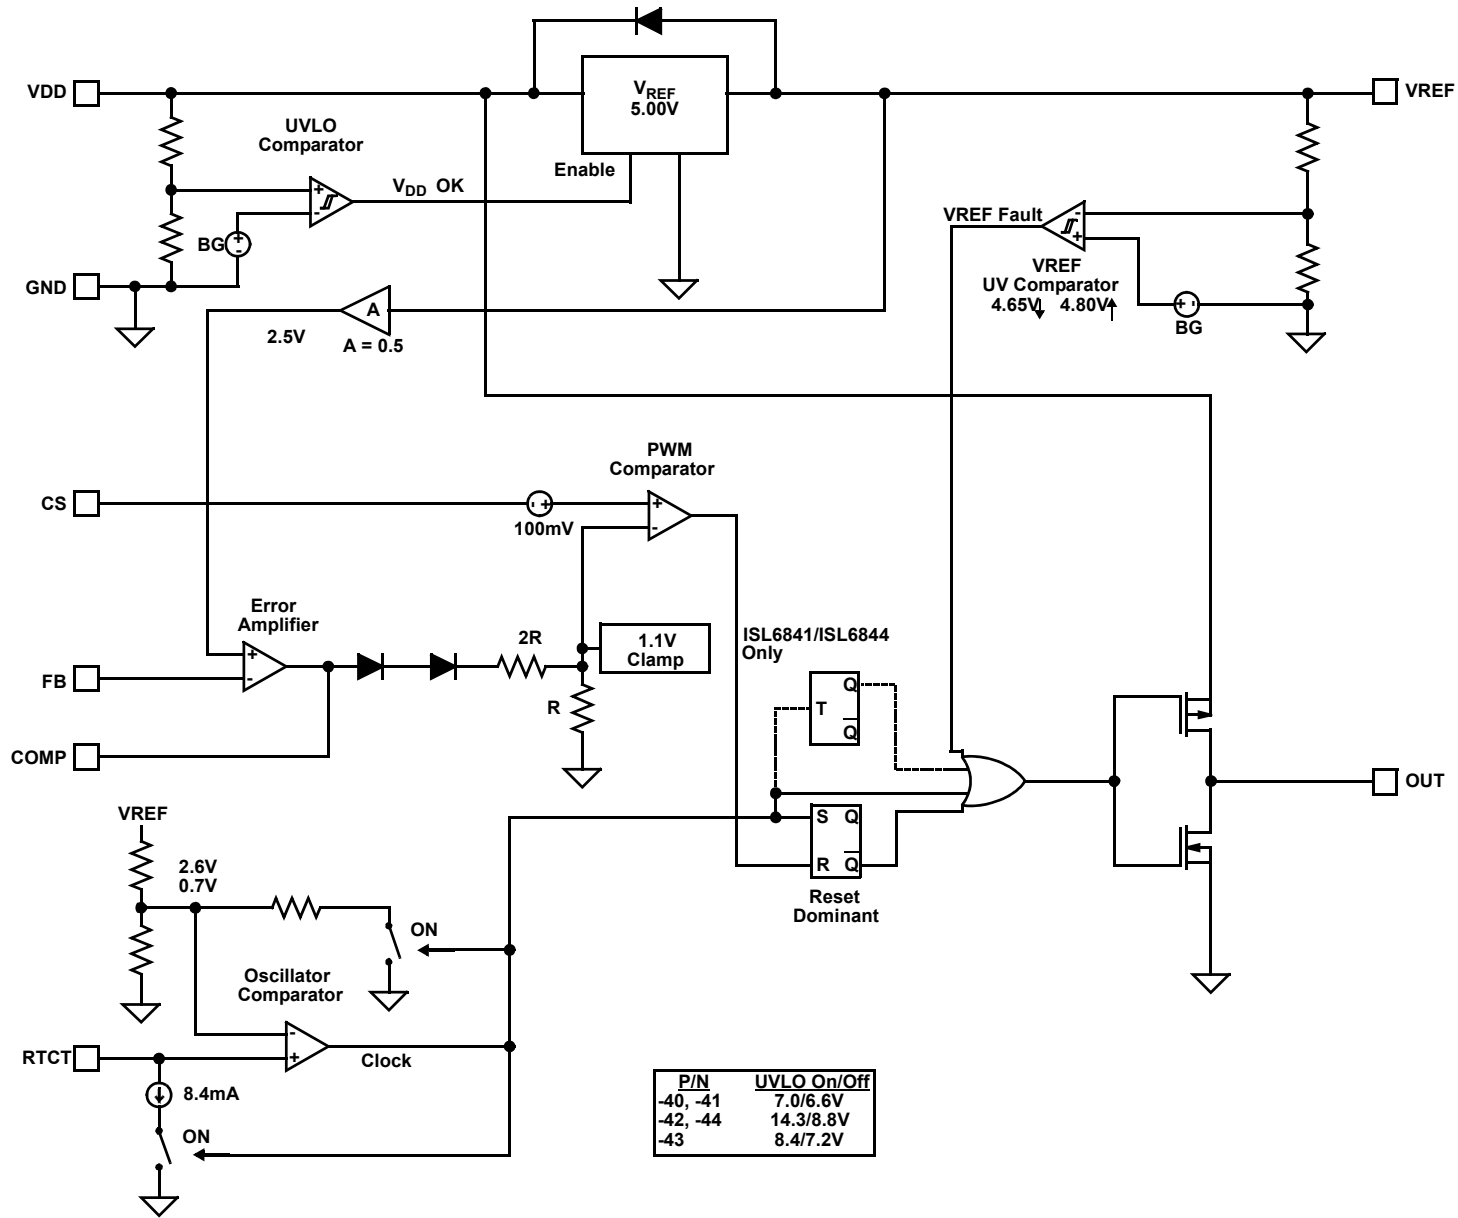 VDD
VREF
5.00V
VREF
UVLO
Comparator
Enable
VDD OK
+
-
BG
+
-
GND
VREF Fault
-
+
VREF
UV Comparator
4.65V↓ 4.80V↑
+ -
BG
A
2.5V
A = 0.5
PWM
Comparator
CS
- +
100mV
+
-
Error
Amplifier
+
-
FB
2R
1.1V
Clamp
R
COMP
ISL6841/ISL6844
Only
Q
T
Q̅
OUT
S Q
R Q̅
Reset
Dominant
VREF
2.6V
0.7V
ON
Oscillator
Comparator
-
+
RTCT
Clock
8.4mA
ON
P/N UVLO On/Off
-40, -41 7.0/6.6V
-42, -44 14.3/8.8V
-43 8.4/7.2V